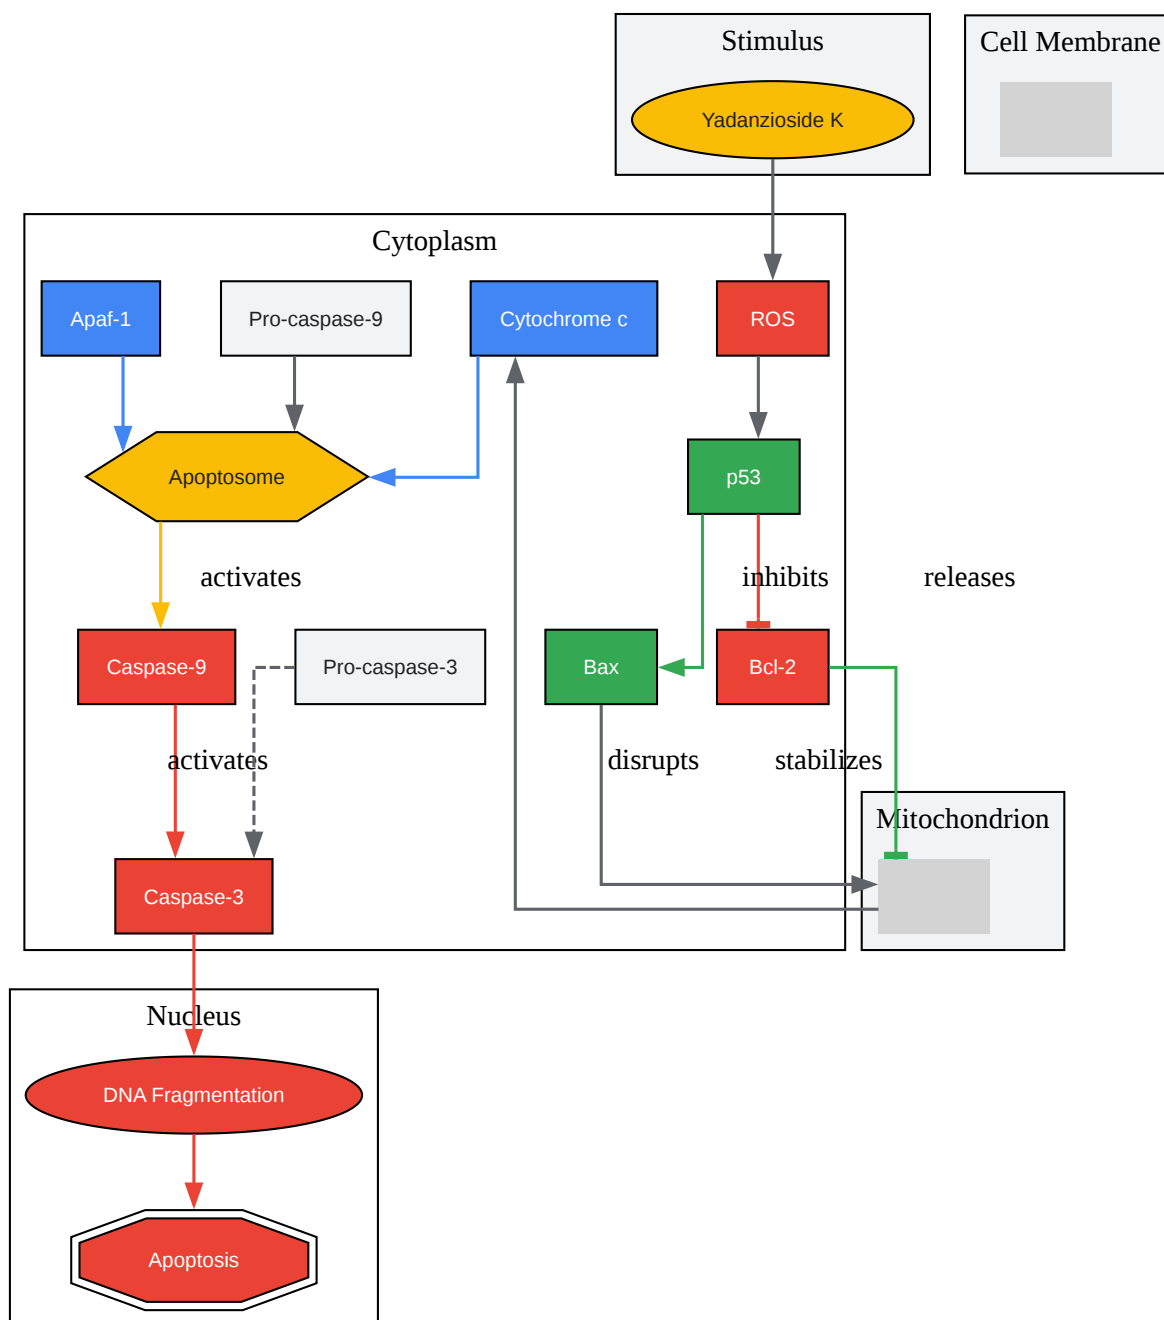 Stimulus
Cell Membrane
Yadanzioside K
Cytoplasm
Apaf-1
Pro-caspase-9
Cytochrome c
ROS
Apoptosome
p53
activates
inhibits
releases
Caspase-9
Pro-caspase-3
Bax
Bcl-2
activates
disrupts
stabilizes
Mitochondrion
Caspase-3
Nucleus
DNA Fragmentation
Apoptosis